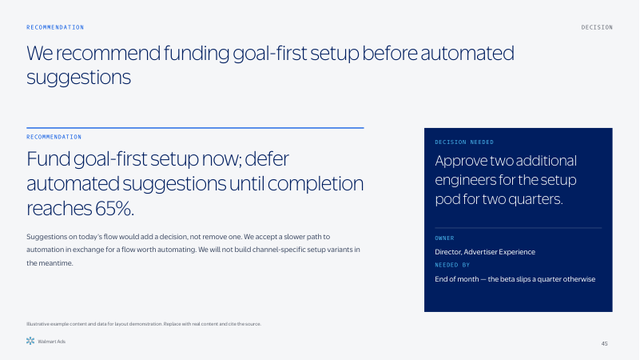 RECOMMENDATION
DECISION
We recommend funding goal-first setup before automated
suggestions
RECOMMENDATION
Fund goal-first setup now; defer
automated suggestions until completion
reaches 65%.
Suggestions on today's flow would add a decision, not remove one. We accept a slower path to
automation in exchange for a flow worth automating. We will not build channel-specific setup variants in
the meantime.
DECISION NEEDED
Approve two additional
engineers for the setup
pod for two quarters.
OWNER
Director, Advertiser Experience
NEEDED BY
End of month — the beta slips a quarter otherwise
Illustrative example content and data for layout demonstration. Replace with real content and cite the source.
Walmart Ads
45